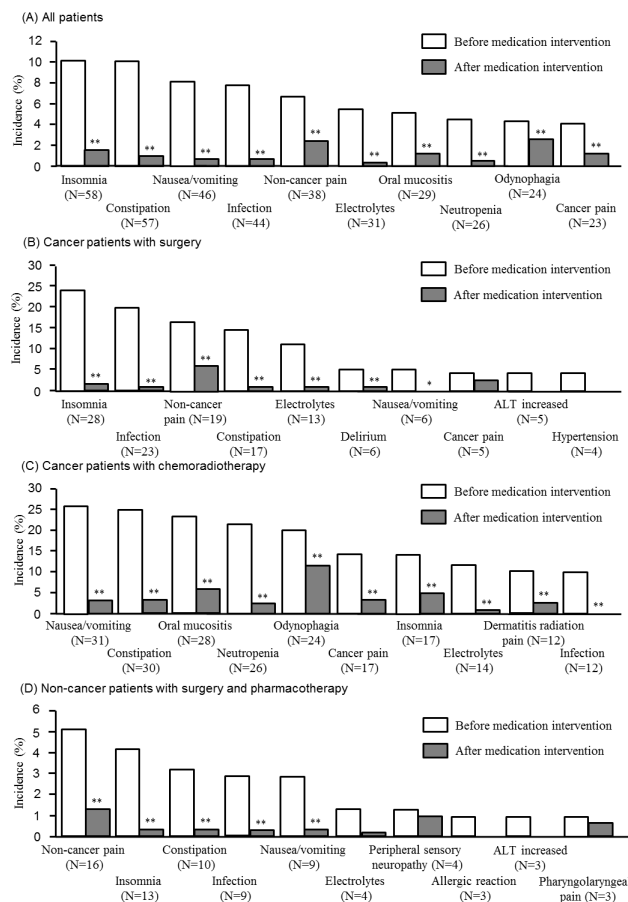 (A) All patients
12
10
8
6
4
2
0
Incidence (%)
Before medication intervention
After medication intervention
** ** ** ** ** ** ** ** ** **
Insomnia Nausea/vomiting Non-cancer pain Oral mucositis Odynophagia
(N=58) (N=46) (N=38) (N=29) (N=24)
Constipation Infection Electrolytes Neutropenia Cancer pain
(N=57) (N=44) (N=31) (N=26) (N=23)
(B) Cancer patients with surgery
30
25
20
15
10
5
0
Incidence (%)
Before medication intervention
After medication intervention
** ** ** ** ** ** *
Insomnia Non-cancer Electrolytes Nausea/vomiting ALT increased
(N=28) pain (N=19) (N=13) (N=6) (N=5)
Infection Constipation Delirium Cancer pain Hypertension
(N=23) (N=17) (N=6) (N=5) (N=4)
(C) Cancer patients with chemoradiotherapy
30
25
20
15
10
5
0
Incidence (%)
Before medication intervention
After medication intervention
** ** ** ** ** ** ** ** ** **
Nausea/vomiting Oral mucositis Odynophagia Insomnia Dermatitis radiation
(N=31) (N=28) (N=24) (N=17) pain (N=12)
Constipation Neutropenia Cancer pain Electrolytes Infection
(N=30) (N=26) (N=17) (N=14) (N=12)
(D) Non-cancer patients with surgery and pharmacotherapy
6
5
4
3
2
1
0
Incidence (%)
Before medication intervention
After medication intervention
** ** ** ** **
Non-cancer pain Constipation Nausea/vomiting Peripheral sensory ALT increased
(N=16) (N=10) (N=9) neuropathy (N=4) (N=3)
Insomnia Infection Electrolytes Allergic reaction Pharyngolaryngea
(N=13) (N=9) (N=4) (N=3) pain (N=3)